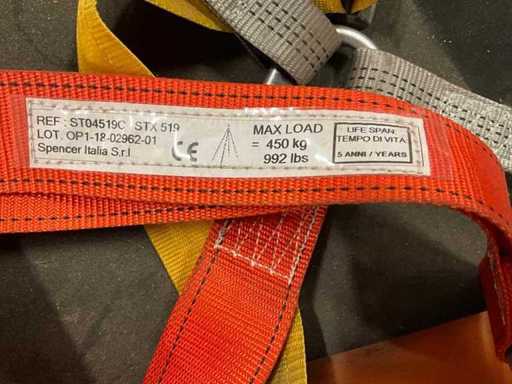 REF : ST04519C STX 519
LOT. OP1-18-02962-01
Spencer Italia S.r.l
CE
MAX LOAD
= 450 kg
992 lbs
LIFE SPAN
TEMPO DI VITA
5 ANNI / YEARS